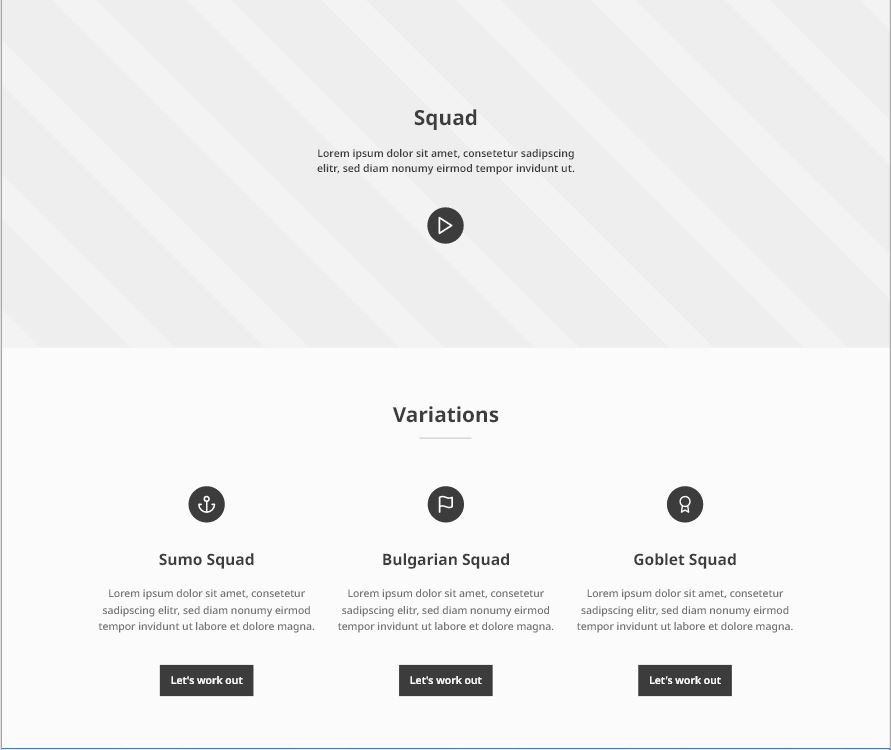 Squad
Lorem ipsum dolor sit amet, consetetur sadipscing
elitr, sed diam nonumy eirmod tempor invidunt ut.
Variations
Sumo Squad
Lorem ipsum dolor sit amet, consetetur
sadipscing elitr, sed diam nonumy eirmod
tempor invidunt ut labore et dolore magna.
Let's work out
Bulgarian Squad
Lorem ipsum dolor sit amet, consetetur
sadipscing elitr, sed diam nonumy eirmod
tempor invidunt ut labore et dolore magna.
Let's work out
Goblet Squad
Lorem ipsum dolor sit amet, consetetur
sadipscing elitr, sed diam nonumy eirmod
tempor invidunt ut labore et dolore magna.
Let's work out